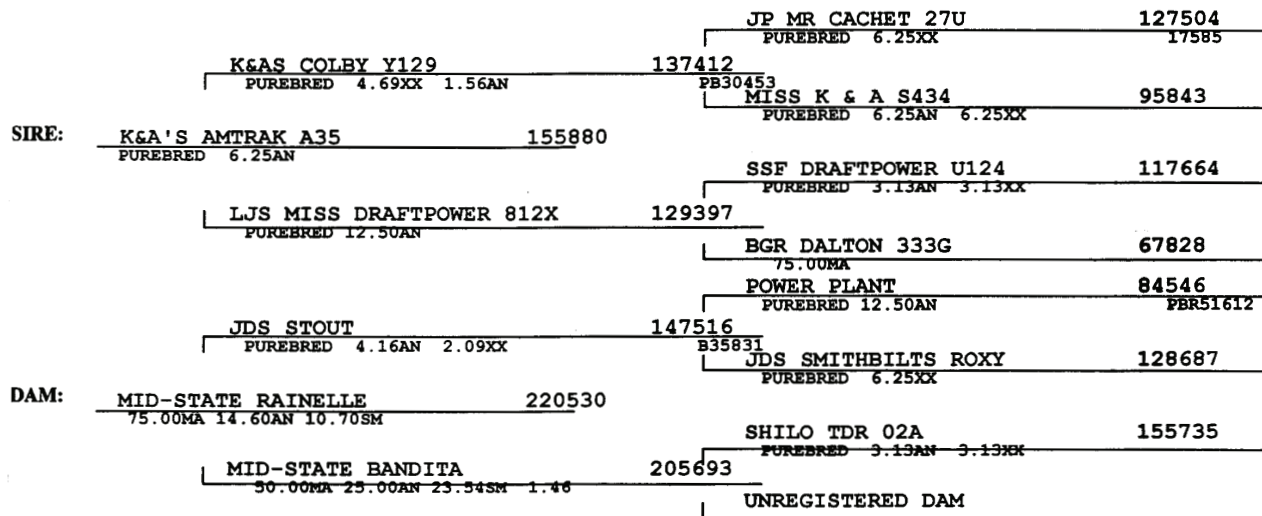 JP MR CACHET 27U 127504
PUREBRED 6.25XX 17585
K&AS COLBY Y129 137412
PUREBRED 4.69XX 1.56AN PB30453
MISS K & A S434 95843
PUREBRED 6.25AN 6.25XX
SIRE: K&A'S AMTRAK A35 155880
PUREBRED 6.25AN
SSF DRAFTPOWER U124 117664
PUREBRED 3.13AN 3.13XX
LJS MISS DRAFTPOWER 812X 129397
PUREBRED 12.50AN
BGR DALTON 333G 67828
75.00MA
POWER PLANT 84546
PUREBRED 12.50AN PBR51612
JDS STOUT 147516
PUREBRED 4.16AN 2.09XX B35831
JDS SMITHBILTS ROXY 128687
PUREBRED 6.25XX
DAM: MID-STATE RAINELLE 220530
75.00MA 14.60AN 10.70SM
SHILO TDR 02A 155735
PUREBRED 3.13AN 3.13XX
MID-STATE BANDITA 205693
50.00MA 25.00AN 23.54SM 1.46
UNREGISTERED DAM